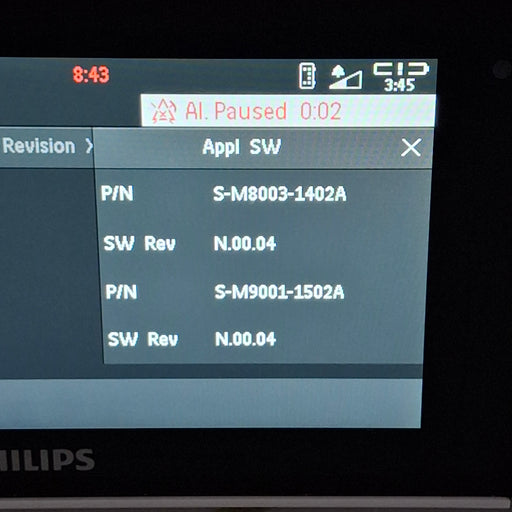 8:43
3:45
Al. Paused 0:02
Revision
Appl SW
P/N S-M8003-1402A
SW Rev N.00.04
P/N S-M9001-1502A
SW Rev N.00.04
HILIPS